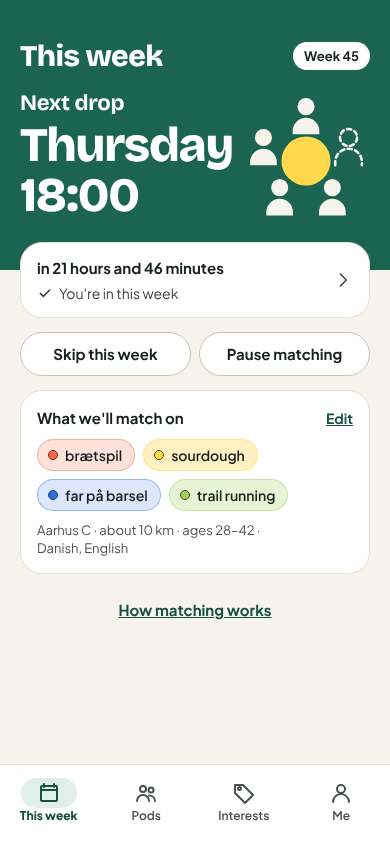 This week
Week 45
Next drop
Thursday
18:00
in 21 hours and 46 minutes
You're in this week
Skip this week
Pause matching
What we'll match on
Edit
brætspil
sourdough
far på barsel
trail running
Aarhus C · about 10 km · ages 28–42 ·
Danish, English
How matching works
This week
Pods
Interests
Me